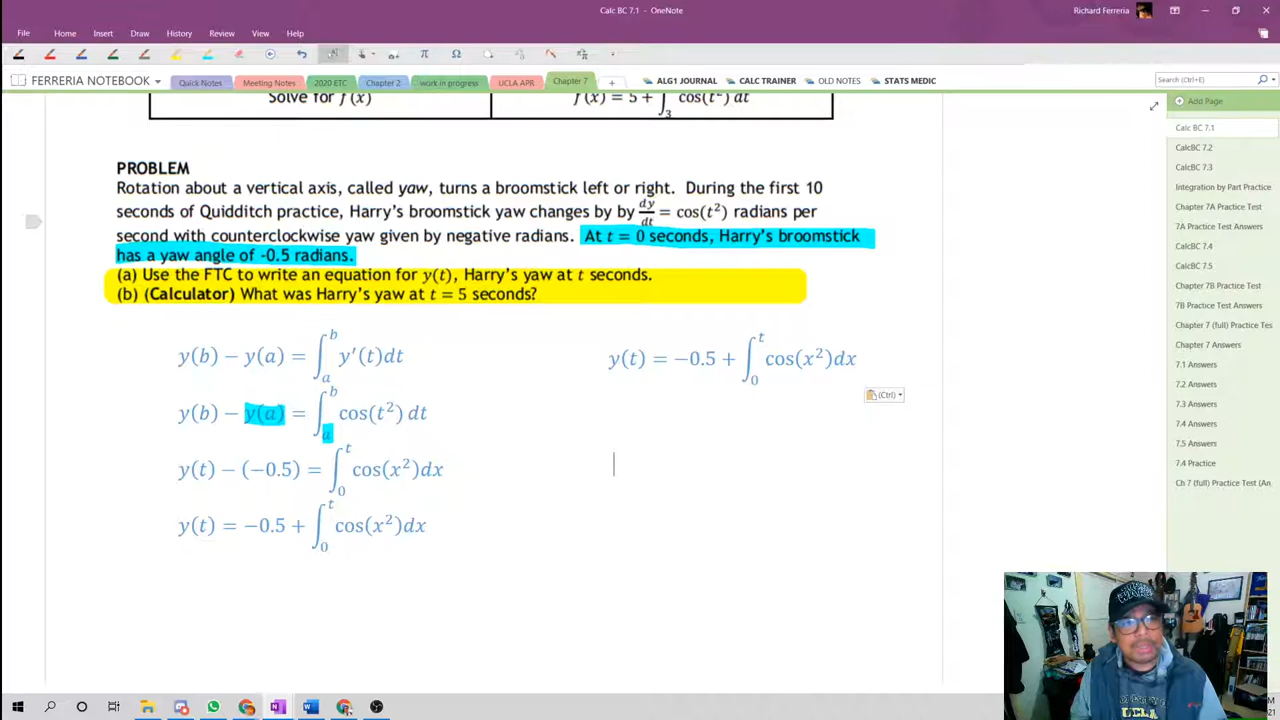 Calc BC 7.1 - OneNote
Richard Ferreria
File Home Insert Draw History Review View Help
FERRERIA NOTEBOOK
Quick Notes Meeting Notes 2020 ETC Chapter 2 work in progress UCLA APR Chapter 7
ALG1 JOURNAL CALC TRAINER OLD NOTES STATS MEDIC
Search (Ctrl+E)
Add Page
Calc BC 7.1
CalcBC 7.2
CalcBC 7.3
Integration by Part Practice
Chapter 7A Practice Test
7A Practice Test Answers
CalcBC 7.4
CalcBC 7.5
Chapter 7B Practice Test
7B Practice Test Answers
Chapter 7 (full) Practice Tes
Chapter 7 Answers
7.1 Answers
7.2 Answers
7.3 Answers
7.4 Answers
7.5 Answers
7.4 Practice
Ch 7 (full) Practice Test (An
Solve for f(x)
f(x) = 5 + ∫₃ cos(t²) dt
PROBLEM
Rotation about a vertical axis, called yaw, turns a broomstick left or right. During the first 10
seconds of Quidditch practice, Harry's broomstick yaw changes by by dy/dt = cos(t²) radians per
second with counterclockwise yaw given by negative radians. At t = 0 seconds, Harry's broomstick
has a yaw angle of -0.5 radians.
(a) Use the FTC to write an equation for y(t), Harry's yaw at t seconds.
(b) (Calculator) What was Harry's yaw at t = 5 seconds?
y(b) − y(a) = ∫ₐᵇ y′(t)dt
y(b) − y(a) = ∫ₐᵇ cos(t²) dt
y(t) − (−0.5) = ∫₀ᵗ cos(x²)dx
y(t) = −0.5 + ∫₀ᵗ cos(x²)dx
y(t) = −0.5 + ∫₀ᵗ cos(x²)dx
(Ctrl)
UCLA